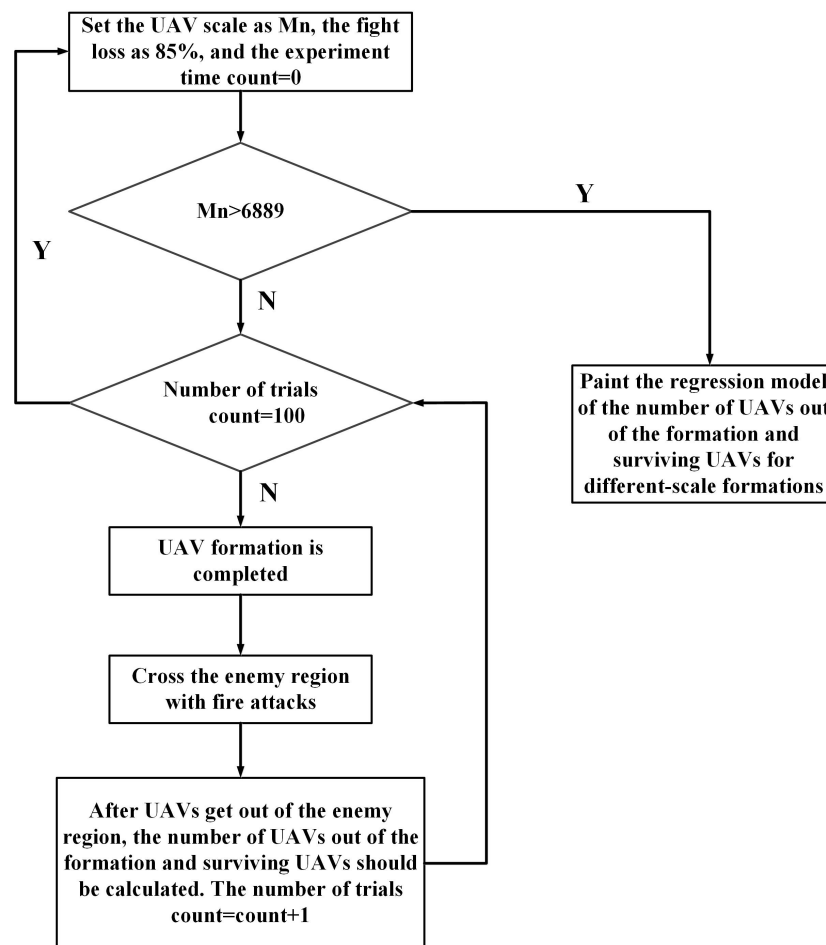 Set the UAV scale as Mn, the fight
loss as 85%, and the experiment
time count=0
Mn>6889
Y
Y
N
Number of trials
count=100
Paint the regression model
of the number of UAVs out
of the formation and
surviving UAVs for
different-scale formations
N
UAV formation is
completed
Cross the enemy region
with fire attacks
After UAVs get out of the enemy
region, the number of UAVs out of the
formation and surviving UAVs should
be calculated. The number of trials
count=count+1